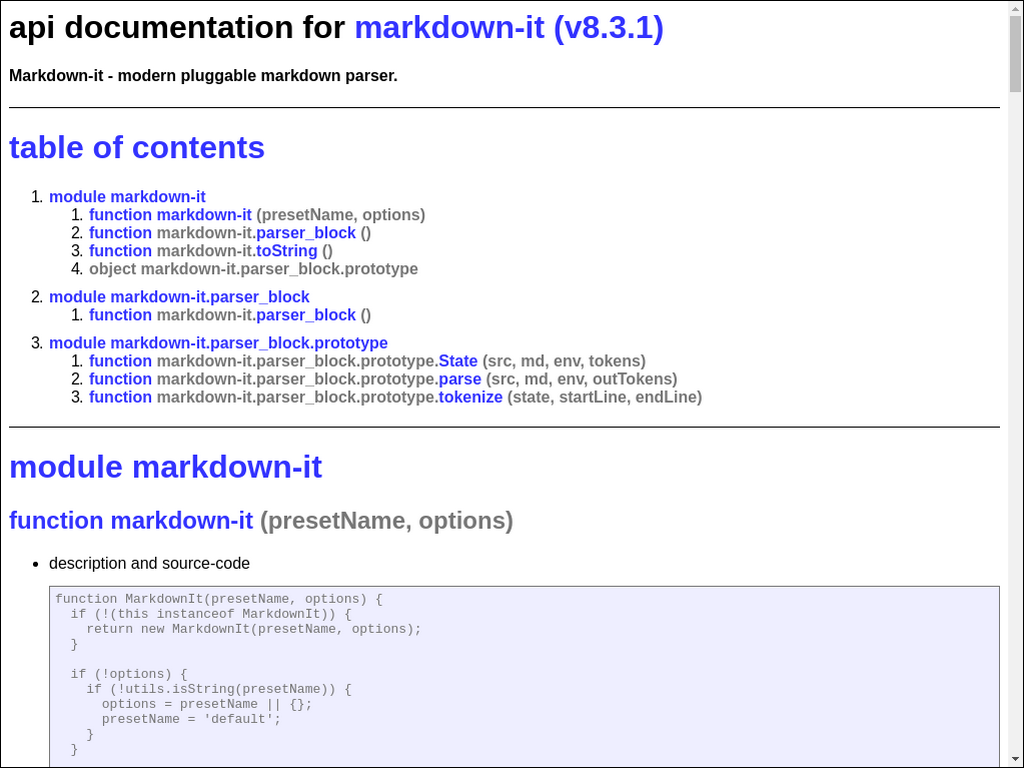 api documentation for markdown-it (v8.3.1)
Markdown-it - modern pluggable markdown parser.
table of contents
1. module markdown-it
1. function markdown-it (presetName, options)
2. function markdown-it.parser_block ()
3. function markdown-it.toString ()
4. object markdown-it.parser_block.prototype
2. module markdown-it.parser_block
1. function markdown-it.parser_block ()
3. module markdown-it.parser_block.prototype
1. function markdown-it.parser_block.prototype.State (src, md, env, tokens)
2. function markdown-it.parser_block.prototype.parse (src, md, env, outTokens)
3. function markdown-it.parser_block.prototype.tokenize (state, startLine, endLine)
module markdown-it
function markdown-it (presetName, options)
• description and source-code
function MarkdownIt(presetName, options) {
  if (!(this instanceof MarkdownIt)) {
    return new MarkdownIt(presetName, options);
  }
  if (!options) {
    if (!utils.isString(presetName)) {
      options = presetName || {};
      presetName = 'default';
    }
  }